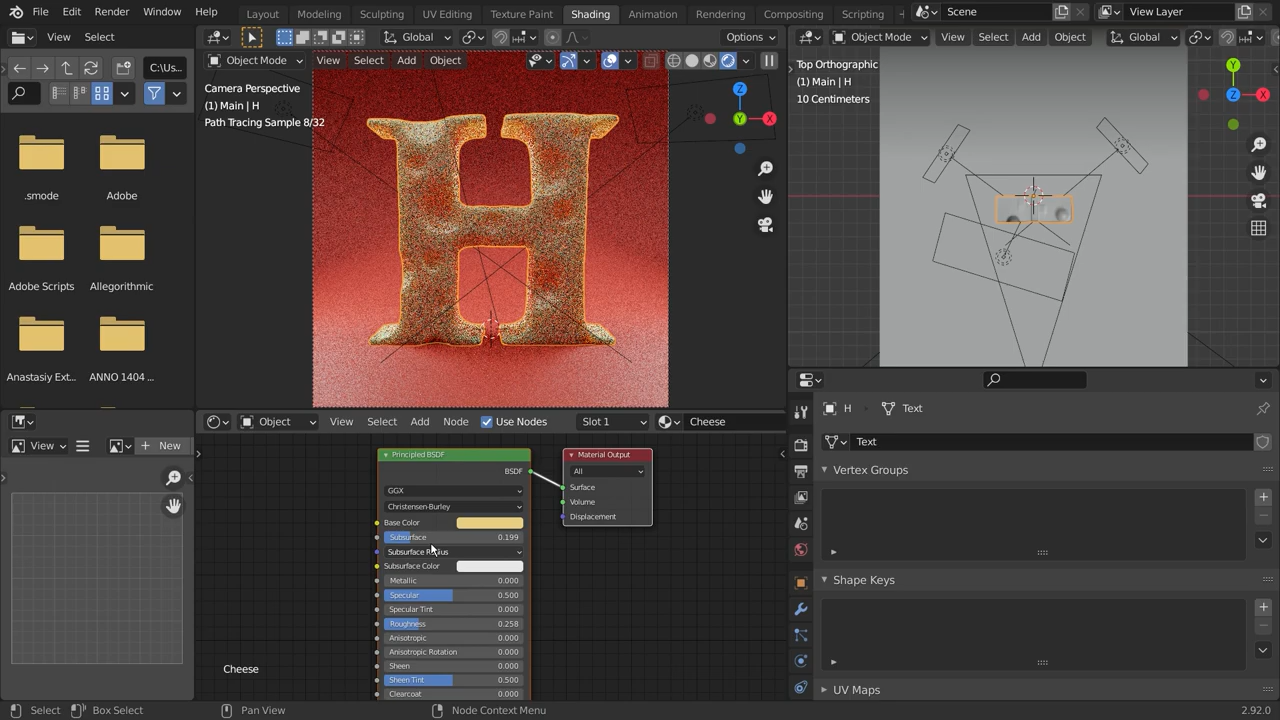 File Edit Render Window Help
Layout Modeling Sculpting UV Editing Texture Paint Shading Animation Rendering Compositing Scripting
Scene
View Layer
View Select
Global
Options
Object Mode View Select Add Object Global
C:\Us...
Object Mode View Select Add Object
Camera Perspective
(1) Main | H
Path Tracing Sample 8/32
Z
Y
X
Top Orthographic
(1) Main | H
10 Centimeters
Y
Z
X
.smode
Adobe
Adobe Scripts
Allegorithmic
Anastasiy Ext...
ANNO 1404 ...
H
H
Text
Text
Vertex Groups
Shape Keys
UV Maps
View
New
Object View Select Add Node Use Nodes Slot 1 Cheese
Principled BSDF
BSDF
GGX
Christensen-Burley
Base Color
Subsurface 0.199
Subsurface Radius
Subsurface Color
Metallic 0.000
Specular 0.500
Specular Tint 0.000
Roughness 0.258
Anisotropic 0.000
Anisotropic Rotation 0.000
Sheen 0.000
Sheen Tint 0.500
Clearcoat 0.000
Material Output
All
Surface
Volume
Displacement
Cheese
Select Box Select Pan View Node Context Menu 2.92.0